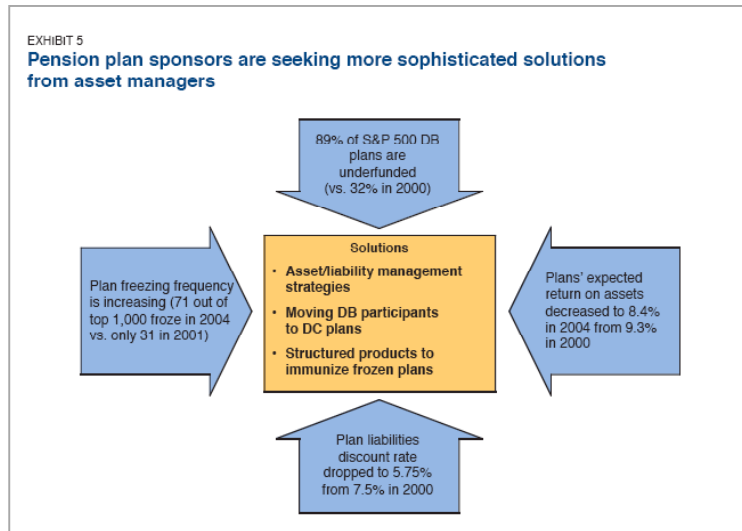 EXHIBIT 5
Pension plan sponsors are seeking more sophisticated solutions
from asset managers
89% of S&P 500 DB
plans are
underfunded
(vs. 32% in 2000)
Plan freezing frequency
is increasing (71 out of
top 1,000 froze in 2004
vs. only 31 in 2001)
Solutions
• Asset/liability management
strategies
• Moving DB participants
to DC plans
• Structured products to
immunize frozen plans
Plans' expected
return on assets
decreased to 8.4%
in 2004 from 9.3%
in 2000
Plan liabilities
discount rate
dropped to 5.75%
from 7.5% in 2000